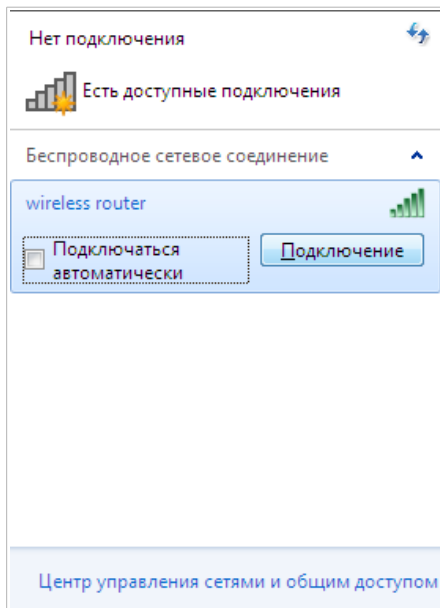 Нет подключения
Есть доступные подключения
Беспроводное сетевое соединение
wireless router
Подключаться
автоматически
Подключение
Центр управления сетями и общим доступом